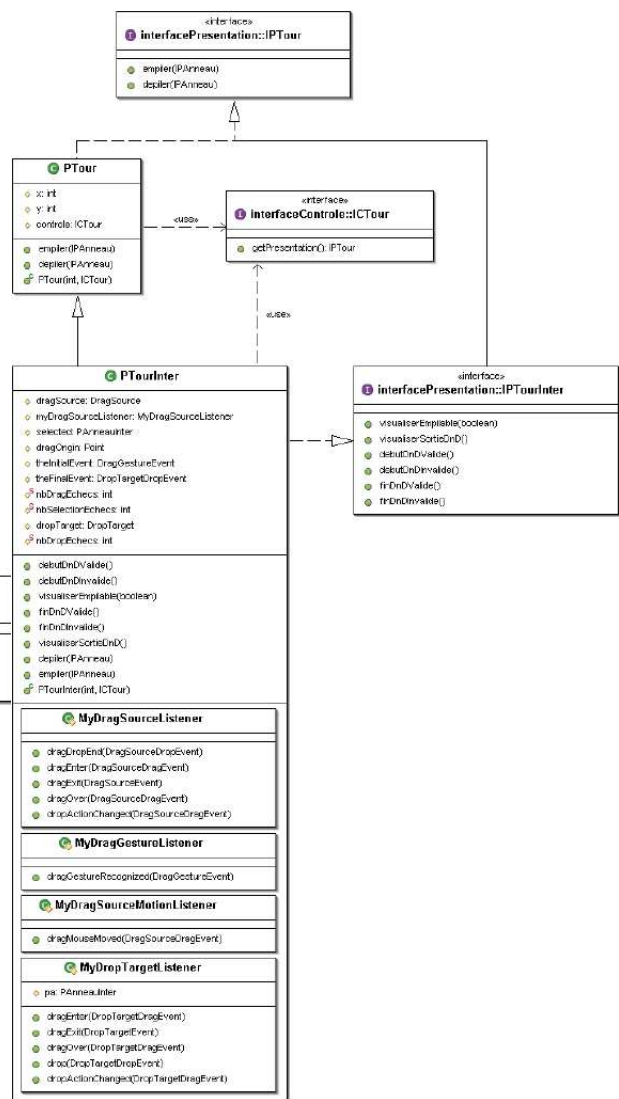 «interface»
interfacePresentation::IPTour
empiler(IPAnneau)
depiler(IPAnneau)
PTour
x: int
y: int
controle: ICTour
empiler(IPAnneau)
depiler(IPAnneau)
PTour(int, ICTour)
«use»
«interface»
interfaceControle::ICTour
getPresentation(): IPTour
«use»
PTourInter
dragSource: DragSource
myDragSourceListener: MyDragSourceListener
selected: PAnneauInter
dragOrigin: Point
theInitialEvent: DragGestureEvent
theFinalEvent: DropTargetDropEvent
nbDragEchecs: int
nbSelectionEchecs: int
dropTarget: DropTarget
nbDropEchecs: int
debutDnDValide()
debutDnDInvalide()
visualiserEmpilable(boolean)
finDnDValide()
finDnDInvalide()
visualiserSortieDnD()
depiler(IPAnneau)
empiler(IPAnneau)
PTourInter(int, ICTour)
«interface»
interfacePresentation::IPTourInter
visualiserEmpilable(boolean)
visualiserSortieDnD()
debutDnDValide()
debutDnDInvalide()
finDnDValide()
finDnDInvalide()
MyDragSourceListener
dragDropEnd(DragSourceDropEvent)
dragEnter(DragSourceDragEvent)
dragExit(DragSourceEvent)
dragOver(DragSourceDragEvent)
dropActionChanged(DragSourceDragEvent)
MyDragGestureListener
dragGestureRecognized(DragGestureEvent)
MyDragSourceMotionListener
dragMouseMoved(DragSourceDragEvent)
MyDropTargetListener
pa: PAnneauInter
dragEnter(DropTargetDragEvent)
dragExit(DropTargetEvent)
dragOver(DropTargetDragEvent)
drop(DropTargetDropEvent)
dropActionChanged(DropTargetDragEvent)